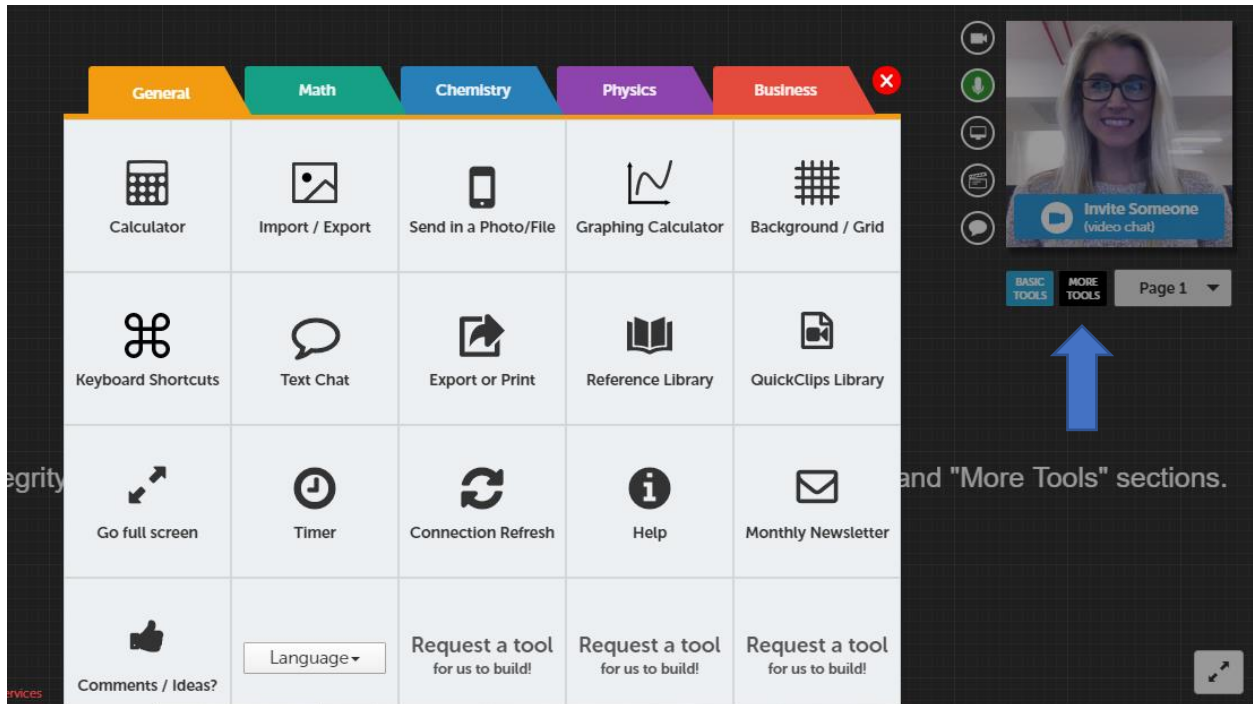 General Math Chemistry Physics Business
Calculator Import / Export Send in a Photo/File Graphing Calculator Background / Grid
Keyboard Shortcuts Text Chat Export or Print Reference Library QuickClips Library
Go full screen Timer Connection Refresh Help Monthly Newsletter
Comments / Ideas? Language Request a tool Request a tool Request a tool
for us to build! for us to build! for us to build!
Invite Someone
(video chat)
BASIC MORE Page 1
TOOLS TOOLS
and "More Tools" sections.